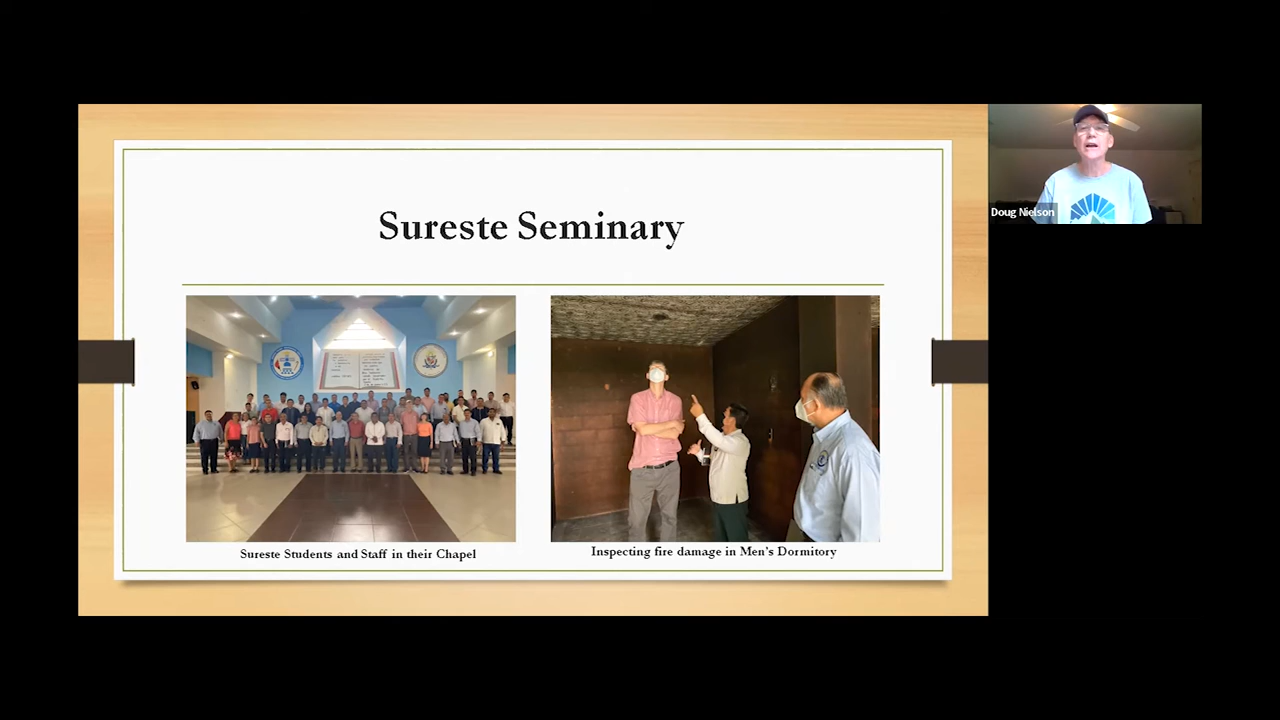 Sureste Seminary
Doug Nielson
Sureste Students and Staff in their Chapel
Inspecting fire damage in Men's Dormitory